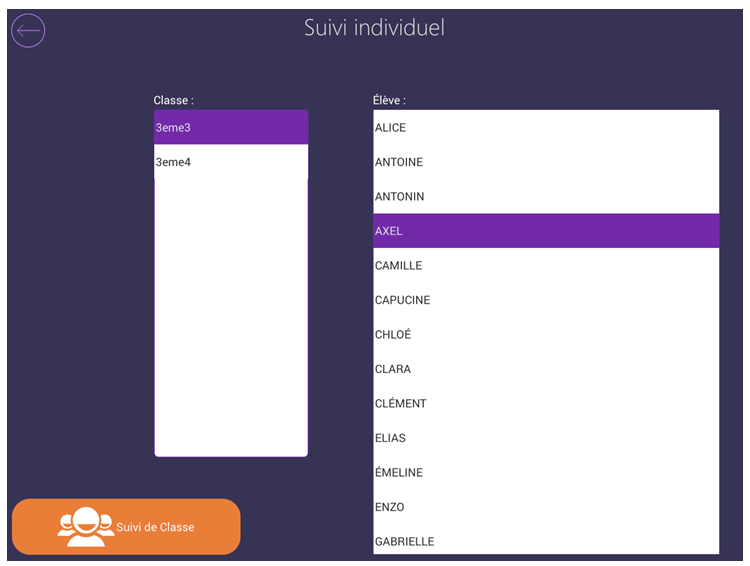 Suivi individuel
Classe :
3eme3
3eme4
Élève :
ALICE
ANTOINE
ANTONIN
AXEL
CAMILLE
CAPUCINE
CHLOÉ
CLARA
CLÉMENT
ELIAS
ÉMELINE
ENZO
GABRIELLE
Suivi de Classe